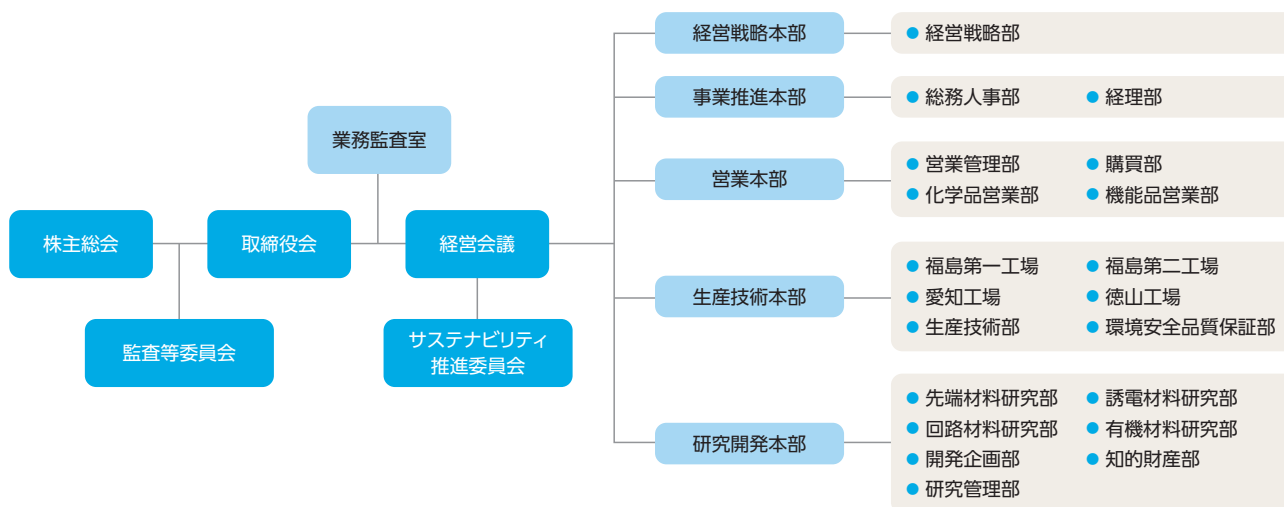 株主総会
取締役会
業務監査室
経営会議
監査等委員会
サステナビリティ
推進委員会
経営戦略本部
● 経営戦略部
事業推進本部
● 総務人事部 ● 経理部
営業本部
● 営業管理部 ● 購買部
● 化学品営業部 ● 機能品営業部
生産技術本部
● 福島第一工場 ● 福島第二工場
● 愛知工場 ● 徳山工場
● 生産技術部 ● 環境安全品質保証部
研究開発本部
● 先端材料研究部 ● 誘電材料研究部
● 回路材料研究部 ● 有機材料研究部
● 開発企画部 ● 知的財産部
● 研究管理部